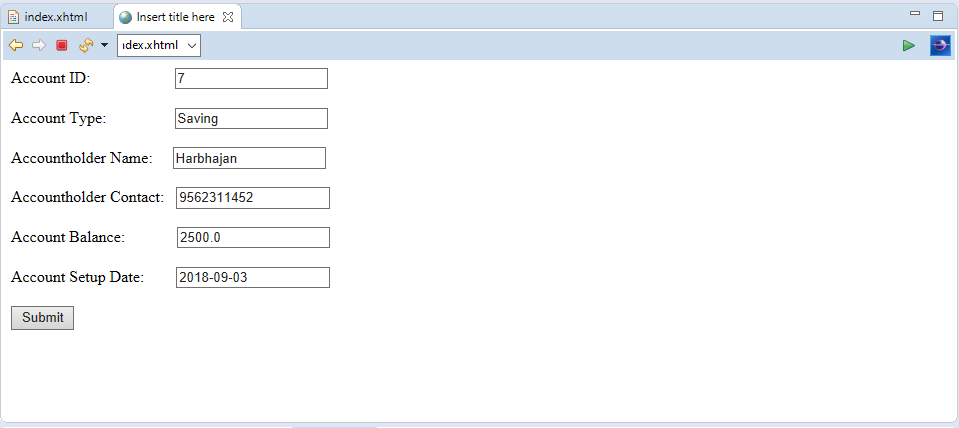 index.xhtml Insert title here
ıdex.xhtml
Account ID: 7
Account Type: Saving
Accountholder Name: Harbhajan
Accountholder Contact: 9562311452
Account Balance: 2500.0
Account Setup Date: 2018-09-03
Submit